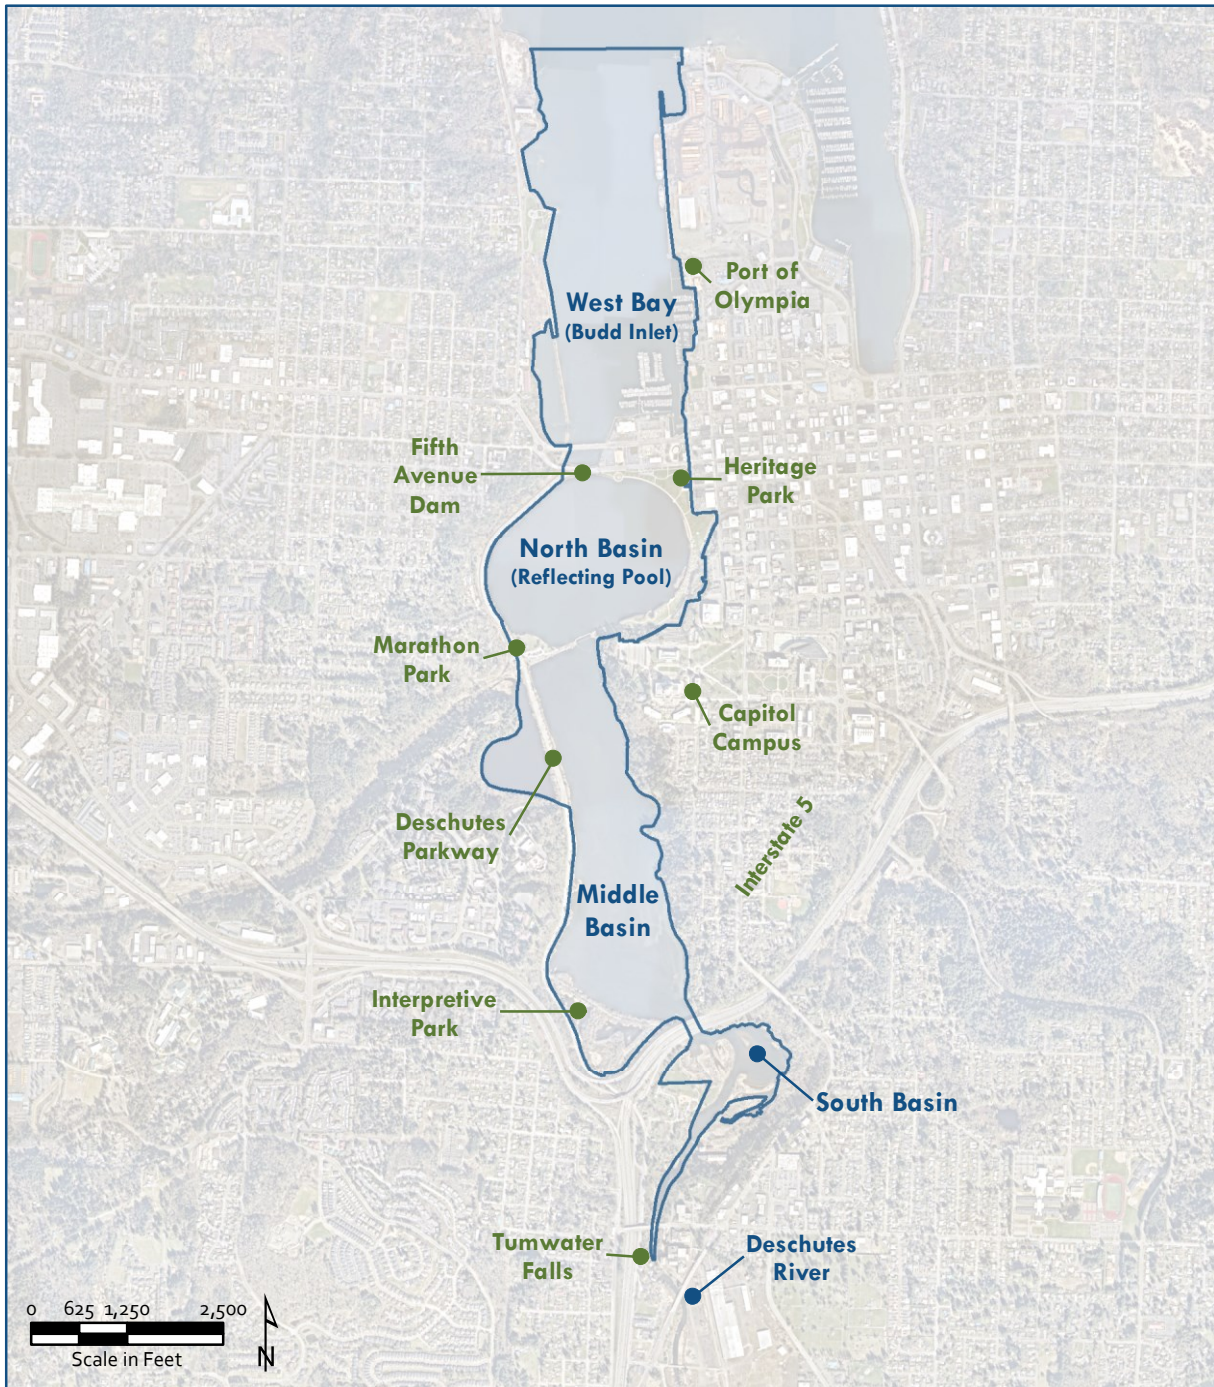 Port of
Olympia
West Bay
(Budd Inlet)
Fifth
Avenue
Dam
Heritage
Park
North Basin
(Reflecting Pool)
Marathon
Park
Capitol
Campus
Deschutes
Parkway
Interstate 5
Middle
Basin
Interpretive
Park
South Basin
Tumwater
Falls
Deschutes
River
0 625 1,250 2,500
Scale in Feet
N